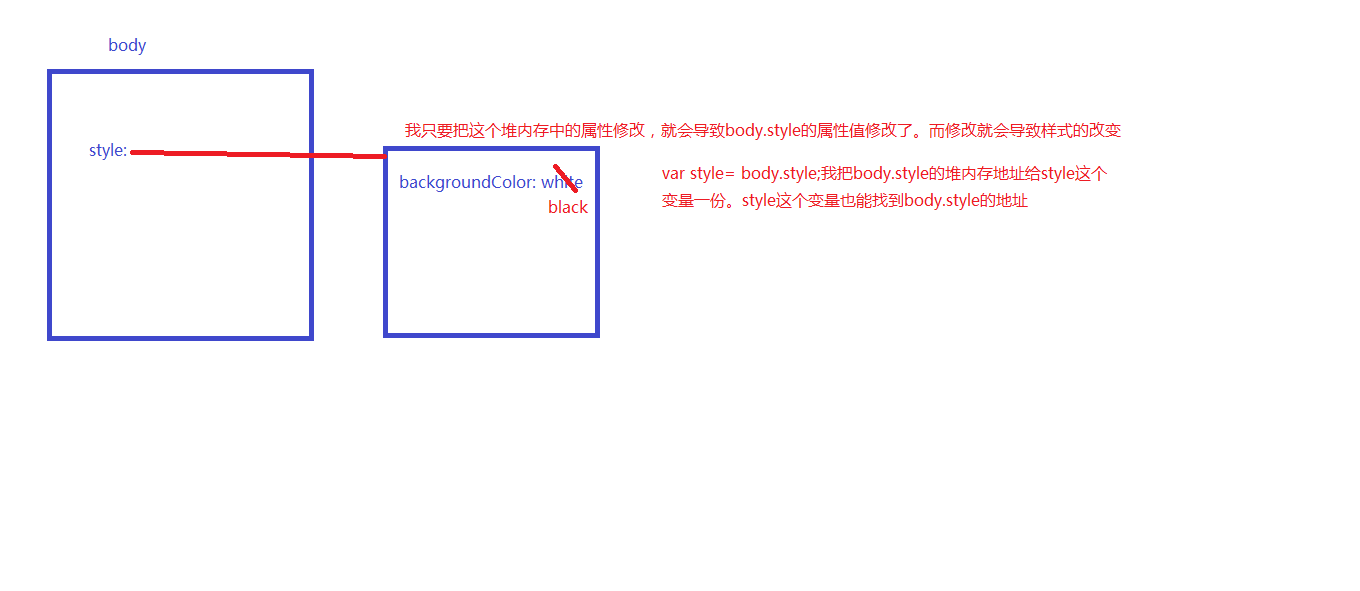 body
style:
我只要把这个堆内存中的属性修改，就会导致body.style的属性值修改了。而修改就会导致样式的改变
backgroundColor: white
black
var style= body.style;我把body.style的堆内存地址给style这个
变量一份。style这个变量也能找到body.style的地址